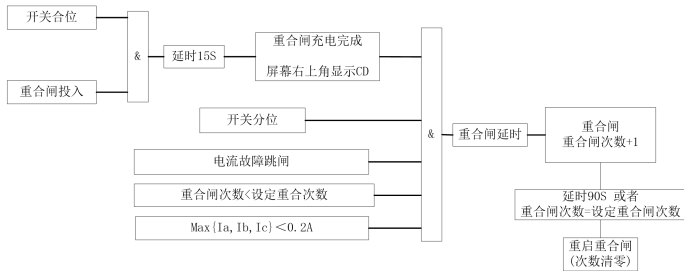 开关合位
重合闸投入
&
延时15S
重合闸充电完成
屏幕右上角显示CD
开关分位
电流故障跳闸
重合闸次数<设定重合次数
Max{Ia,Ib,Ic}<0.2A
&
重合闸延时
重合闸
重合闸次数+1
延时90S 或者
重合闸次数=设定重合闸次数
重启重合闸
(次数清零)